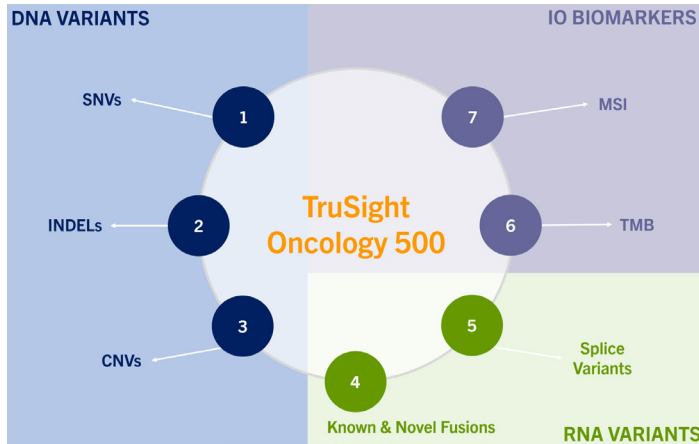 DNA VARIANTS
IO BIOMARKERS
SNVs
1
7
MSI
INDELs
2
TruSight
Oncology 500
6
TMB
CNVs
3
5
Splice
Variants
4
Known & Novel Fusions
RNA VARIANTS